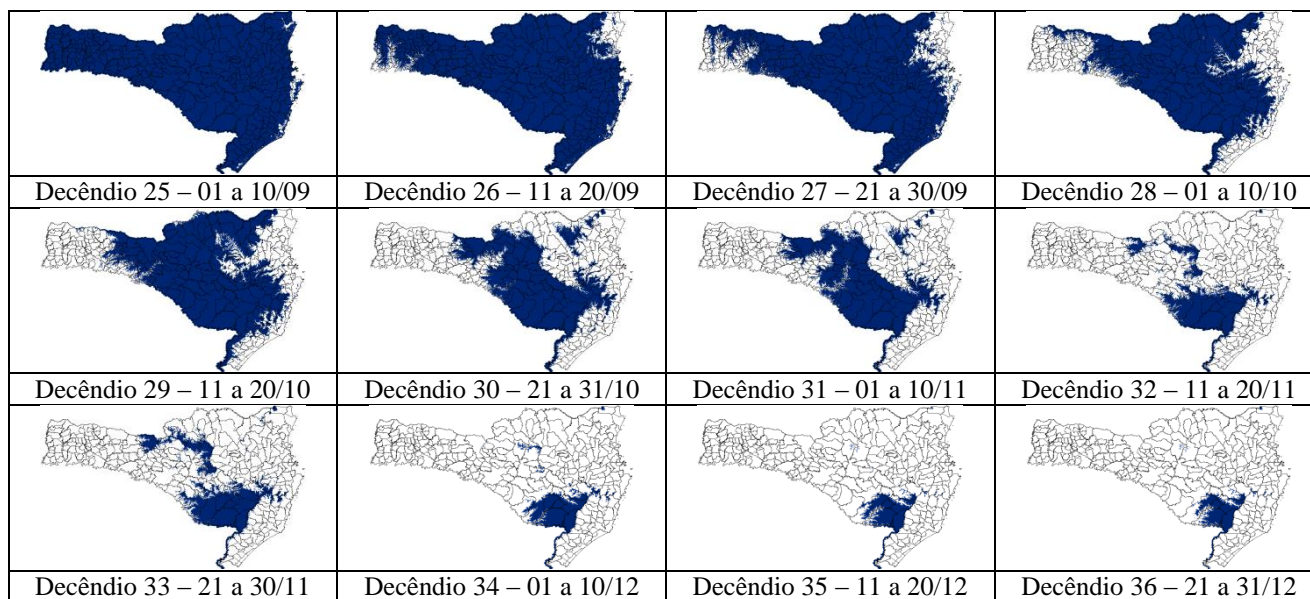 Decêndio 25 – 01 a 10/09
Decêndio 26 – 11 a 20/09
Decêndio 27 – 21 a 30/09
Decêndio 28 – 01 a 10/10
Decêndio 29 – 11 a 20/10
Decêndio 30 – 21 a 31/10
Decêndio 31 – 01 a 10/11
Decêndio 32 – 11 a 20/11
Decêndio 33 – 21 a 30/11
Decêndio 34 – 01 a 10/12
Decêndio 35 – 11 a 20/12
Decêndio 36 – 21 a 31/12